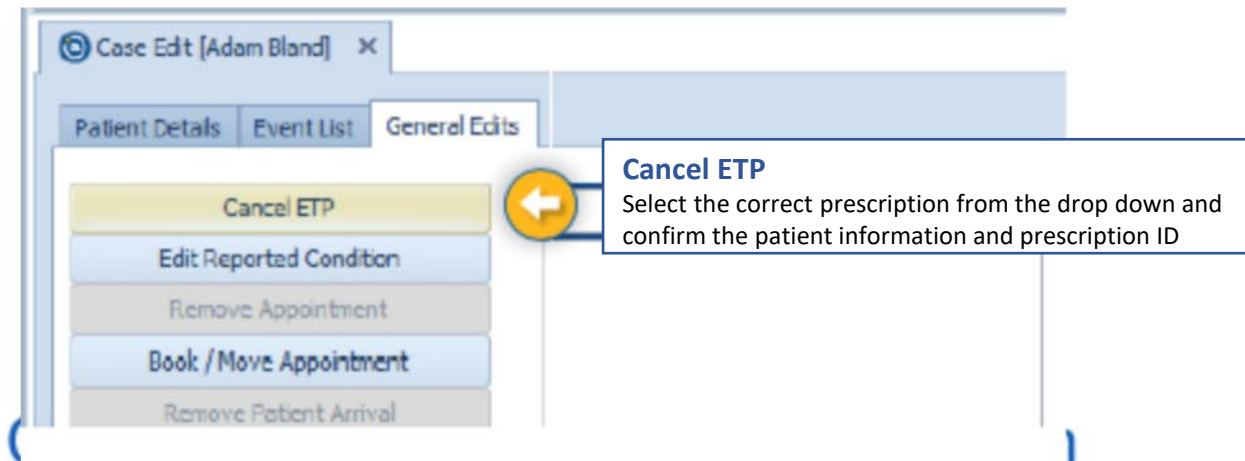 Case Edit [Adam Bland]
Patient Details Event List General Edits
Cancel ETP
Cancel ETP
Select the correct prescription from the drop down and
confirm the patient information and prescription ID
Edit Reported Condition
Remove Appointment
Book / Move Appointment
Remove Patient Arrival